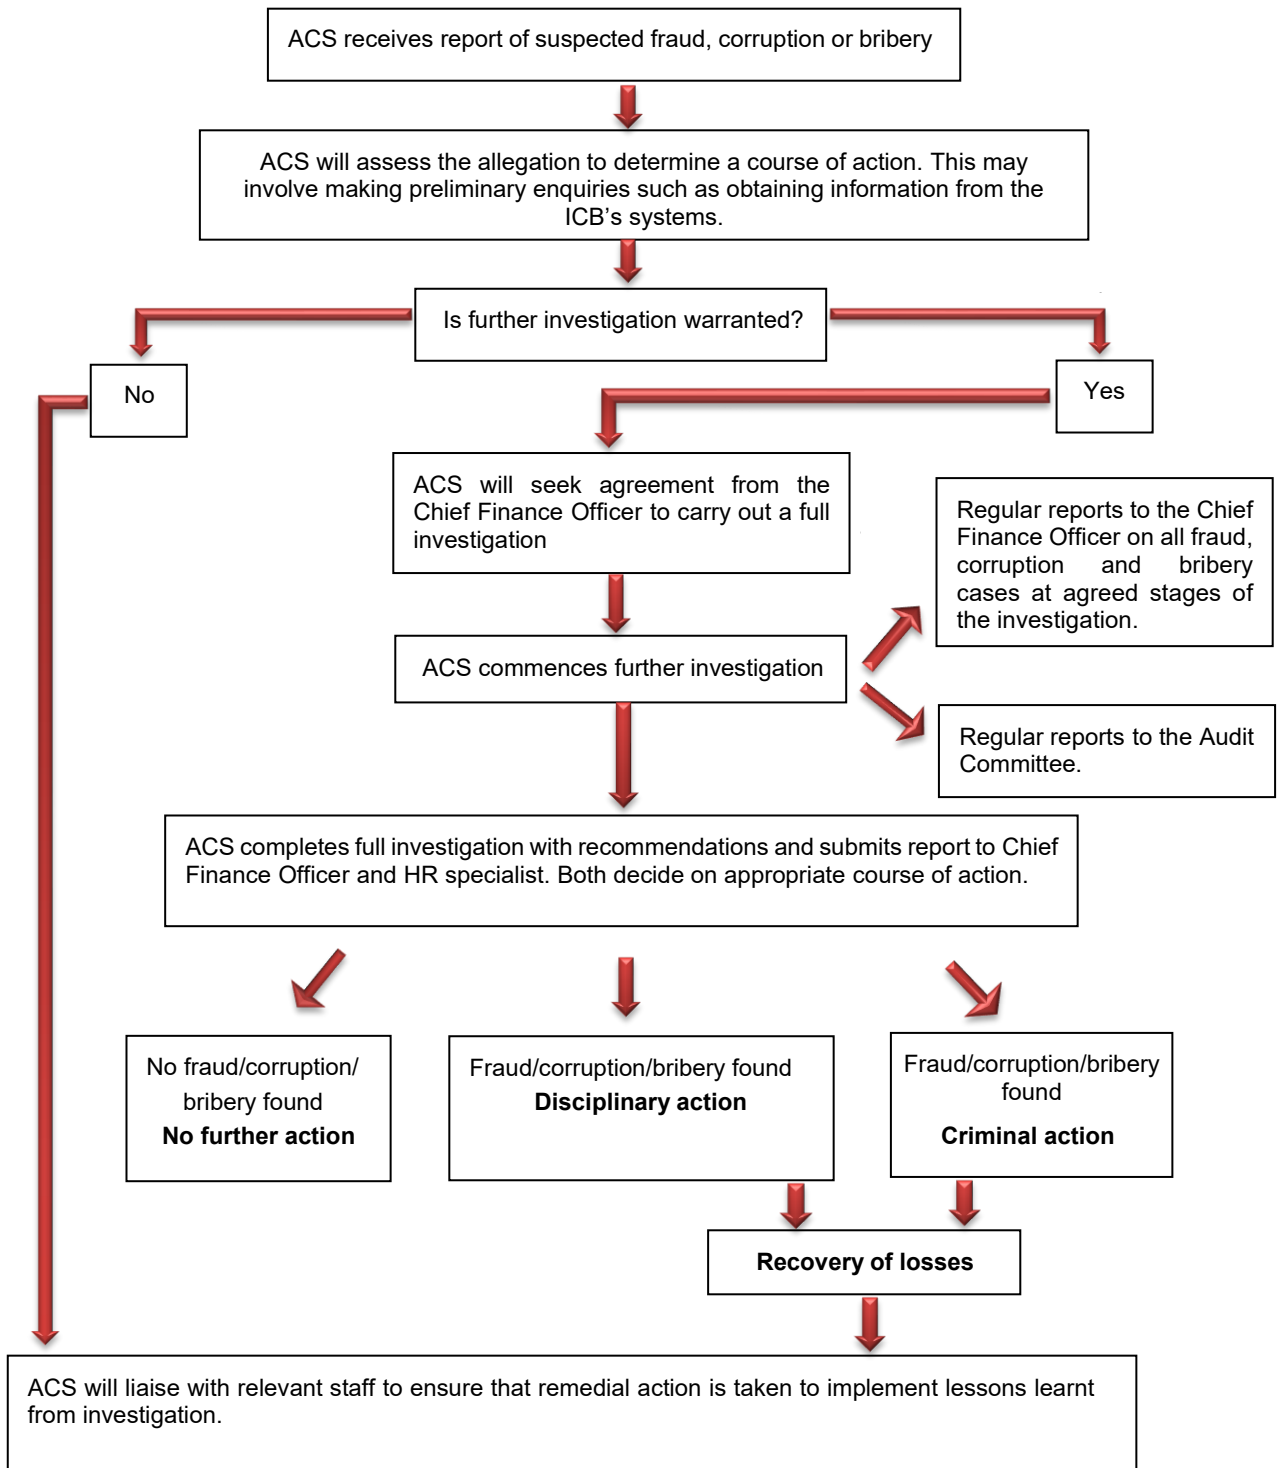 ACS receives report of suspected fraud, corruption or bribery
ACS will assess the allegation to determine a course of action. This may
involve making preliminary enquiries such as obtaining information from the
ICB’s systems.
Is further investigation warranted?
No
Yes
ACS will seek agreement from the
Chief Finance Officer to carry out a full
investigation
Regular reports to the Chief
Finance Officer on all fraud,
corruption and bribery
cases at agreed stages of
the investigation.
ACS commences further investigation
Regular reports to the Audit
Committee.
ACS completes full investigation with recommendations and submits report to Chief
Finance Officer and HR specialist. Both decide on appropriate course of action.
No fraud/corruption/
bribery found
No further action
Fraud/corruption/bribery found
Disciplinary action
Fraud/corruption/bribery
found
Criminal action
Recovery of losses
ACS will liaise with relevant staff to ensure that remedial action is taken to implement lessons learnt
from investigation.